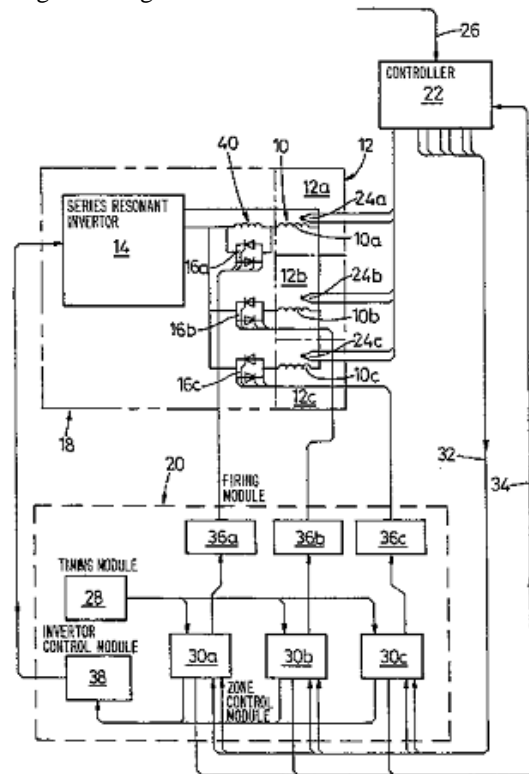 26
CONTROLLER
22
40
10
12
12a
24a
SERIES RESONANT
INVERTOR
14
16a
10a
12b
24b
16b
10b
24c
16c
10c
12c
18
20
32
34
FIRING MODULE
36a
36b
36c
TIMING MODULE
28
INVERTOR
CONTROL MODULE
38
30a
30b
30c
ZONE
CONTROL
MODULE